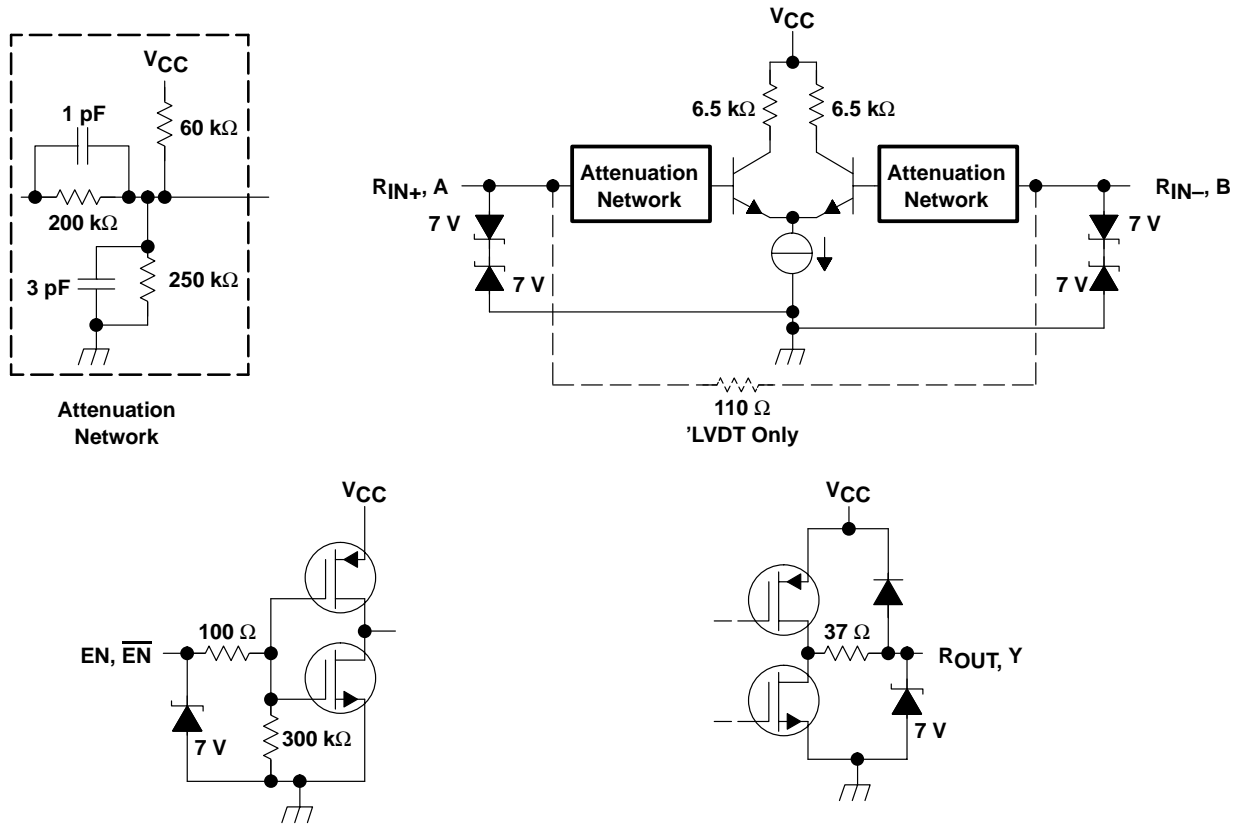 VCC
1 pF
60 kΩ
200 kΩ
3 pF
250 kΩ
Attenuation
Network
VCC
6.5 kΩ
6.5 kΩ
RIN+, A
Attenuation
Network
Attenuation
Network
RIN–, B
7 V
7 V
7 V
7 V
110 Ω
'LVDT Only
VCC
100 Ω
EN, E̅N̅
7 V
300 kΩ
VCC
37 Ω
ROUT, Y
7 V